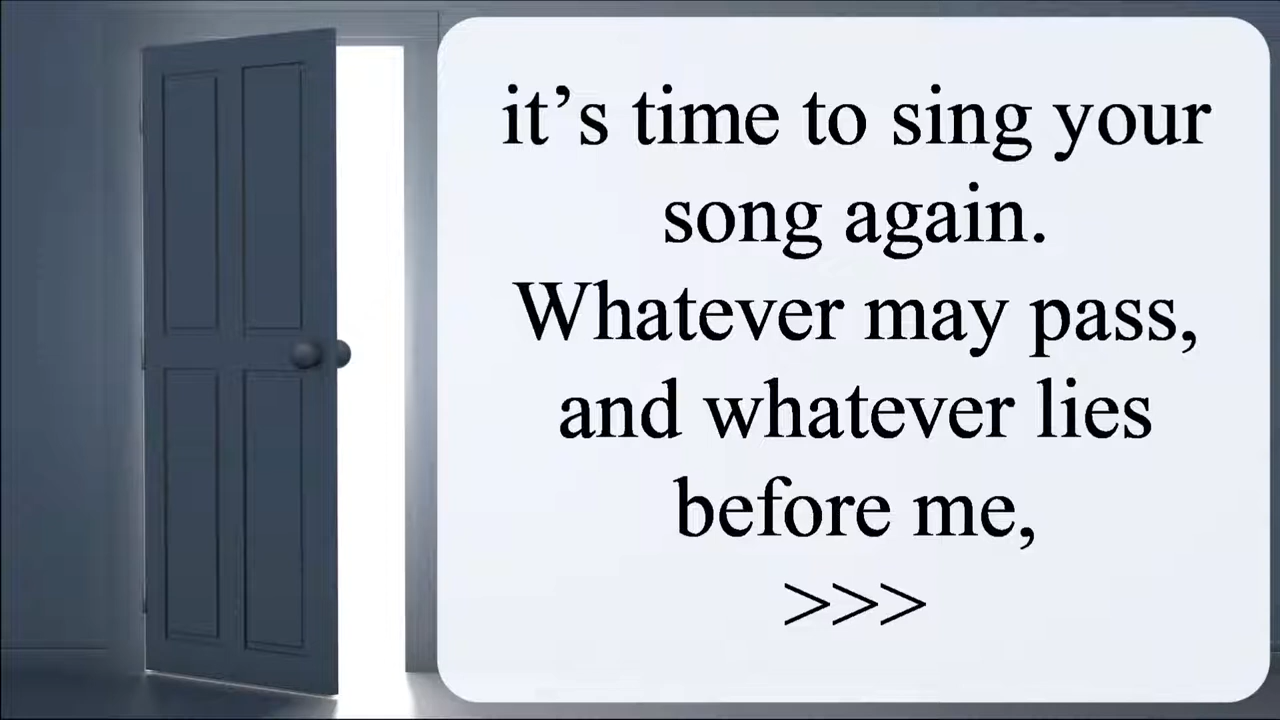 it’s time to sing your
song again.
Whatever may pass,
and whatever lies
before me,
>>>